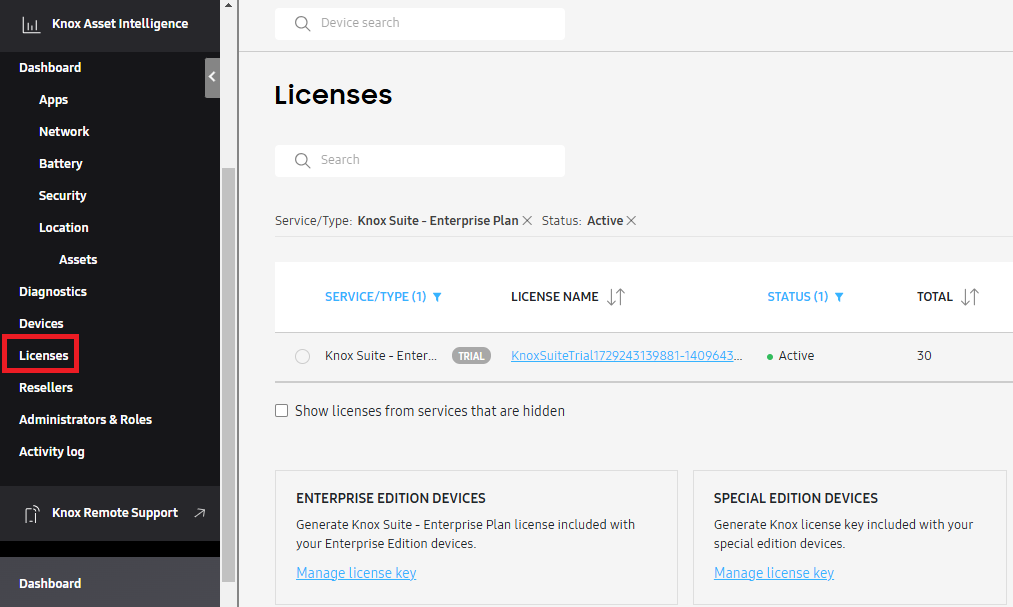 Knox Asset Intelligence
Dashboard
Apps
Network
Battery
Security
Location
Assets
Diagnostics
Devices
Licenses
Resellers
Administrators & Roles
Activity log
Knox Remote Support
Dashboard
Device search
Licenses
Search
Service/Type: Knox Suite - Enterprise Plan Status: Active
SERVICE/TYPE (1) LICENSE NAME STATUS (1) TOTAL
Knox Suite - Enter... TRIAL KnoxSuiteTrial1729243139881-1409643... Active 30
Show licenses from services that are hidden
ENTERPRISE EDITION DEVICES
Generate Knox Suite - Enterprise Plan license included with
your Enterprise Edition devices.
Manage license key
SPECIAL EDITION DEVICES
Generate Knox license key included with your
special edition devices.
Manage license key